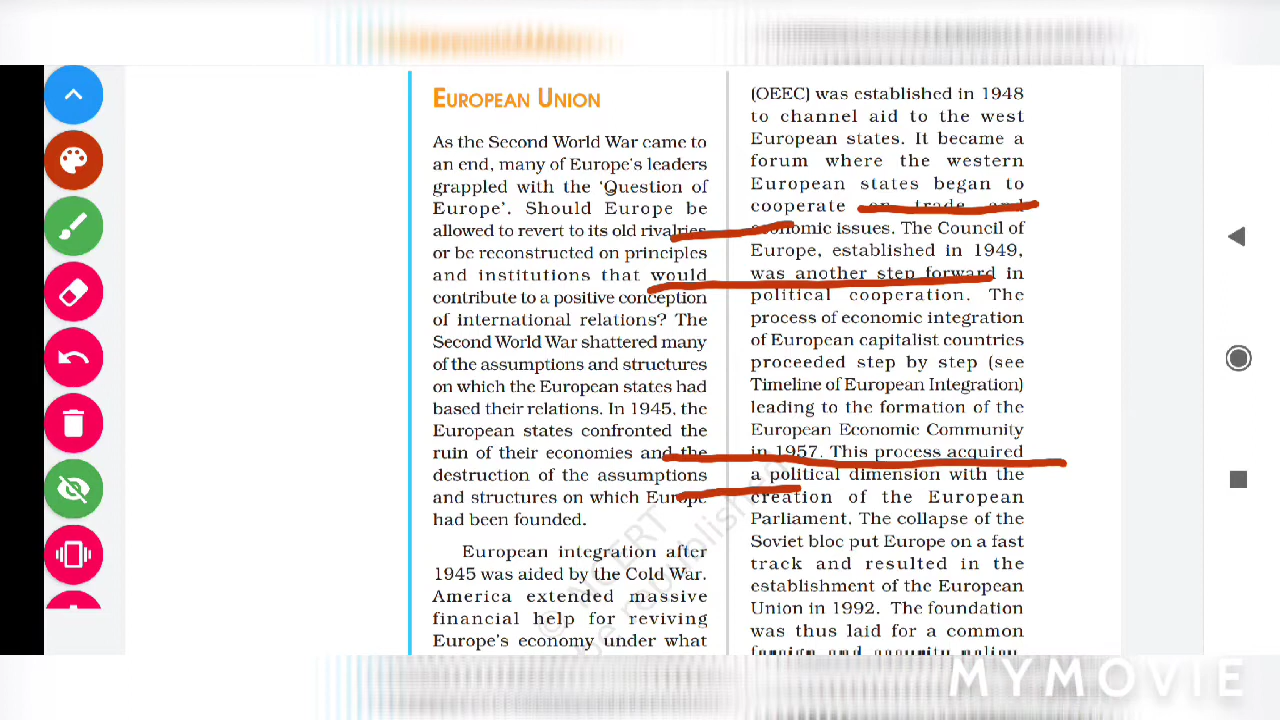 EUROPEAN UNION
As the Second World War came to
an end, many of Europe's leaders
grappled with the 'Question of
Europe'. Should Europe be
allowed to revert to its old rivalries
or be reconstructed on principles
and institutions that would
contribute to a positive conception
of international relations? The
Second World War shattered many
of the assumptions and structures
on which the European states had
based their relations. In 1945, the
European states confronted the
ruin of their economies and the
destruction of the assumptions
and structures on which Europe
had been founded.
European integration after
1945 was aided by the Cold War.
America extended massive
financial help for reviving
Europe's economy under what
(OEEC) was established in 1948
to channel aid to the west
European states. It became a
forum where the western
European states began to
cooperate on trade and
economic issues. The Council of
Europe, established in 1949,
was another step forward in
political cooperation. The
process of economic integration
of European capitalist countries
proceeded step by step (see
Timeline of European Integration)
leading to the formation of the
European Economic Community
in 1957. This process acquired
a political dimension with the
creation of the European
Parliament. The collapse of the
Soviet bloc put Europe on a fast
track and resulted in the
establishment of the European
Union in 1992. The foundation
was thus laid for a common
foreign and security policy,
© NCERT
be republished
MYMOVIE